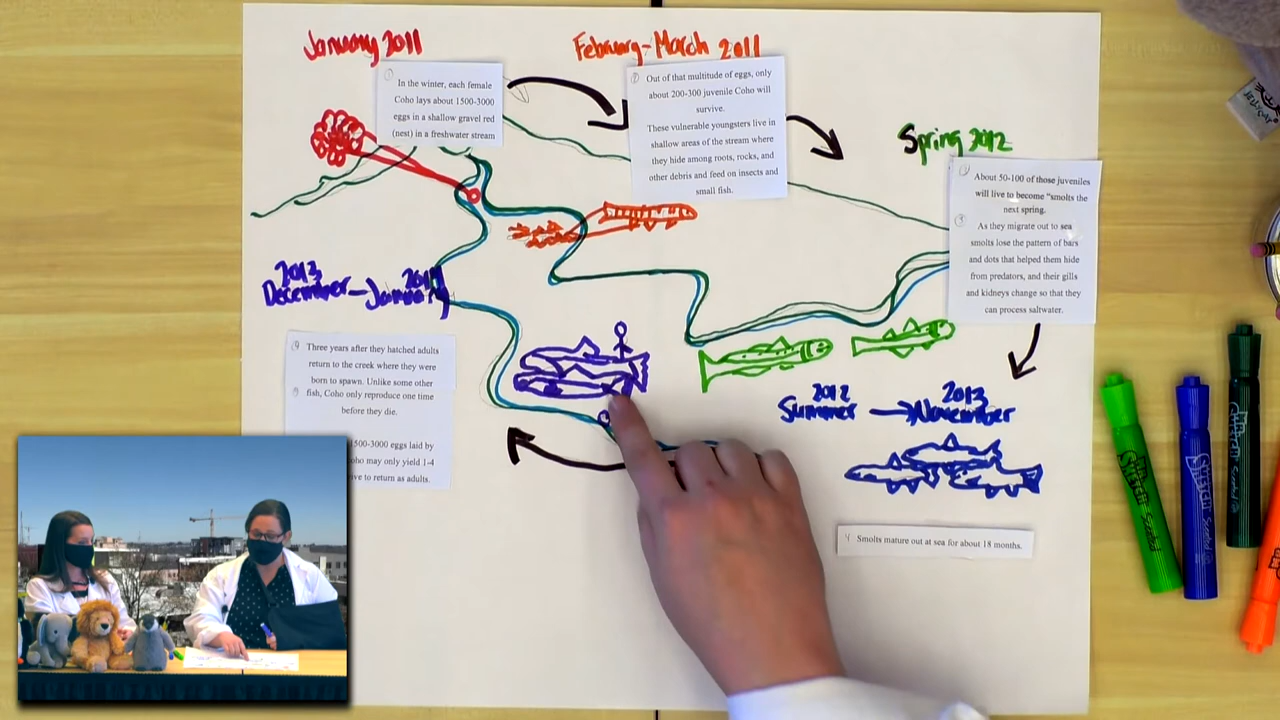 January 2011
February-March 2011
In the winter, each female
Coho lays about 1500-3000
eggs in a shallow gravel red
(nest) in a freshwater stream
Out of that multitude of eggs, only
about 200-300 juvenile Coho will
survive.
These vulnerable youngsters live in
shallow areas of the stream where
they hide among roots, rocks, and
other debris and feed on insects and
small fish.
Spring 2012
About 50-100 of those juveniles
will live to become "smolts the
next spring.
As they migrate out to sea
smolts lose the pattern of bars
and dots that helped them hide
from predators, and their gills
and kidneys change so that they
can process saltwater.
2012 2013
Summer November
4 Smolts mature out at sea for about 18 months.
2013
December-January
Three years after they hatched adults
return to the creek where they were
born to spawn. Unlike some other
fish, Coho only reproduce one time
before they die.
1500-3000 eggs laid by
may only yield 1-4
to return as adults.
Scented
Scented